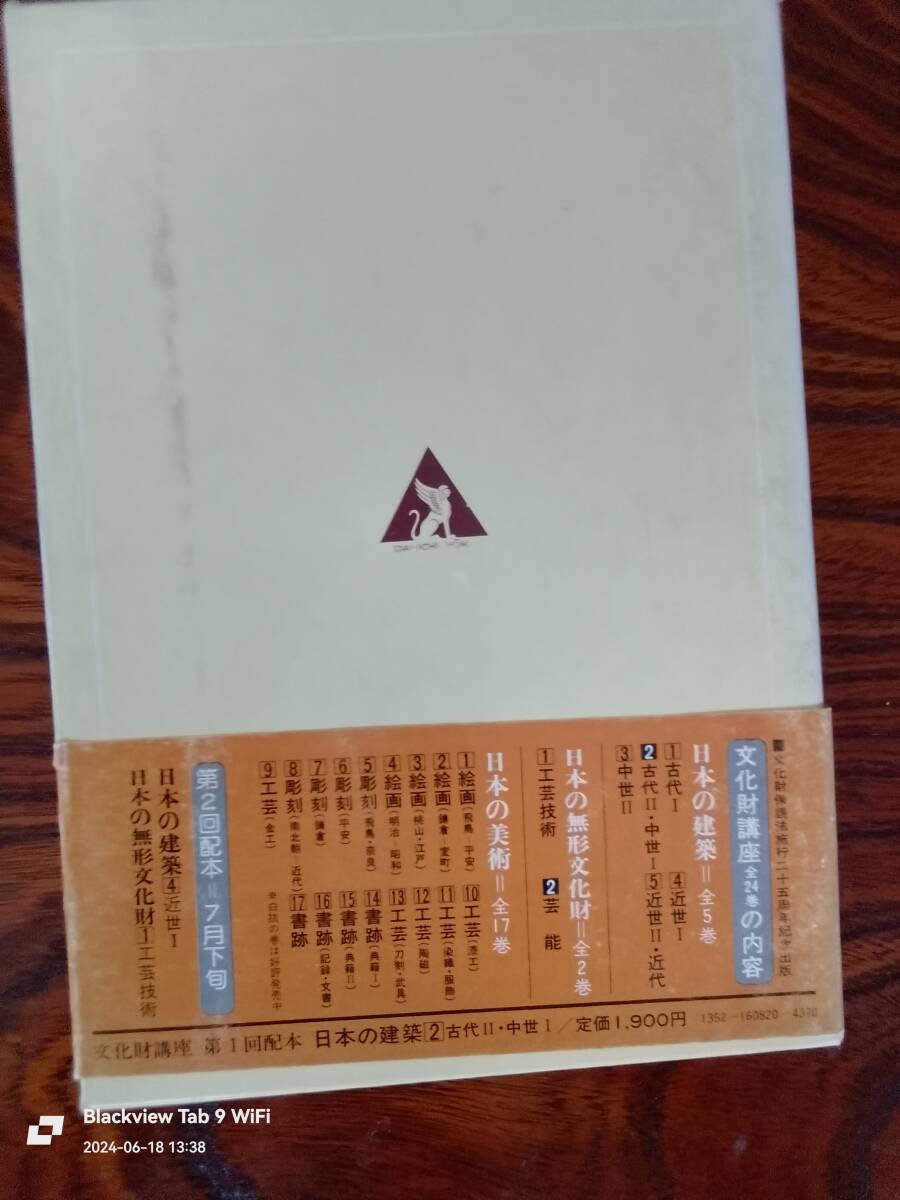 DAI-ICHI HŌKI
■文化財保護法施行二十五周年記念出版
文化財講座全24巻の内容
日本の建築＝全5巻
1古代Ⅰ 4近世Ⅰ
2古代Ⅱ・中世Ⅰ 5近世Ⅱ・近代
3中世Ⅱ
日本の無形文化財＝全2巻
1工芸技術 2芸能
日本の美術＝全17巻
1絵画(飛鳥―平安) 10工芸(漆工)
2絵画(鎌倉―室町) 11工芸(染織・服飾)
3絵画(桃山・江戸) 12工芸(陶磁)
4絵画(明治―昭和) 13工芸(刀剣・武具)
5彫刻(飛鳥・奈良) 14書跡(典籍Ⅰ)
6彫刻(平安) 15書跡(典籍Ⅱ)
7彫刻(鎌倉) 16書跡(記録・文書)
8彫刻(南北朝―近代) 17書跡
9工芸(金工) ※白抜の巻は好評発売中
第2回配本＝7月下旬
日本の建築4近世Ⅰ
日本の無形文化財1工芸技術
文化財講座 第1回配本 日本の建築2古代Ⅱ・中世Ⅰ／定価1,900円 1352-160820-4370
Blackview Tab 9 WiFi
2024-06-18 13:38